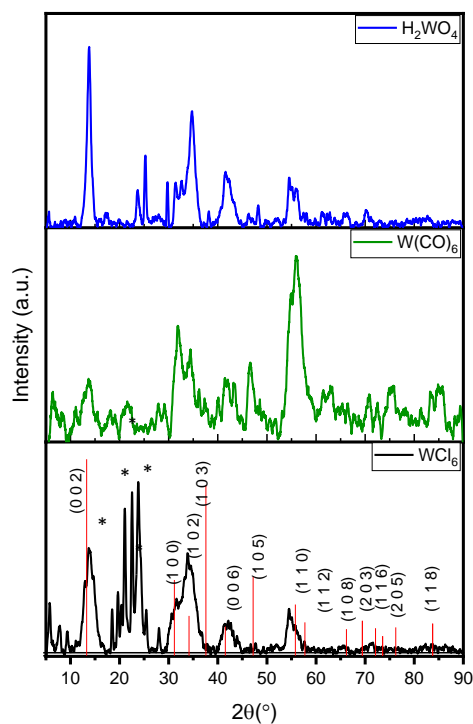 H₂WO₄
W(CO)₆
*
WCl₆
Intensity (a.u.)
(0 0 2)
*
*
*
*
(1 0 0)
(1 0 2)
(1 0 3)
(0 0 6)
(1 0 5)
(1 1 0)
(1 1 2)
(1 0 8)
(2 0 3)
(1 1 6)
(2 0 5)
(1 1 8)
10 20 30 40 50 60 70 80 90
2θ(°)